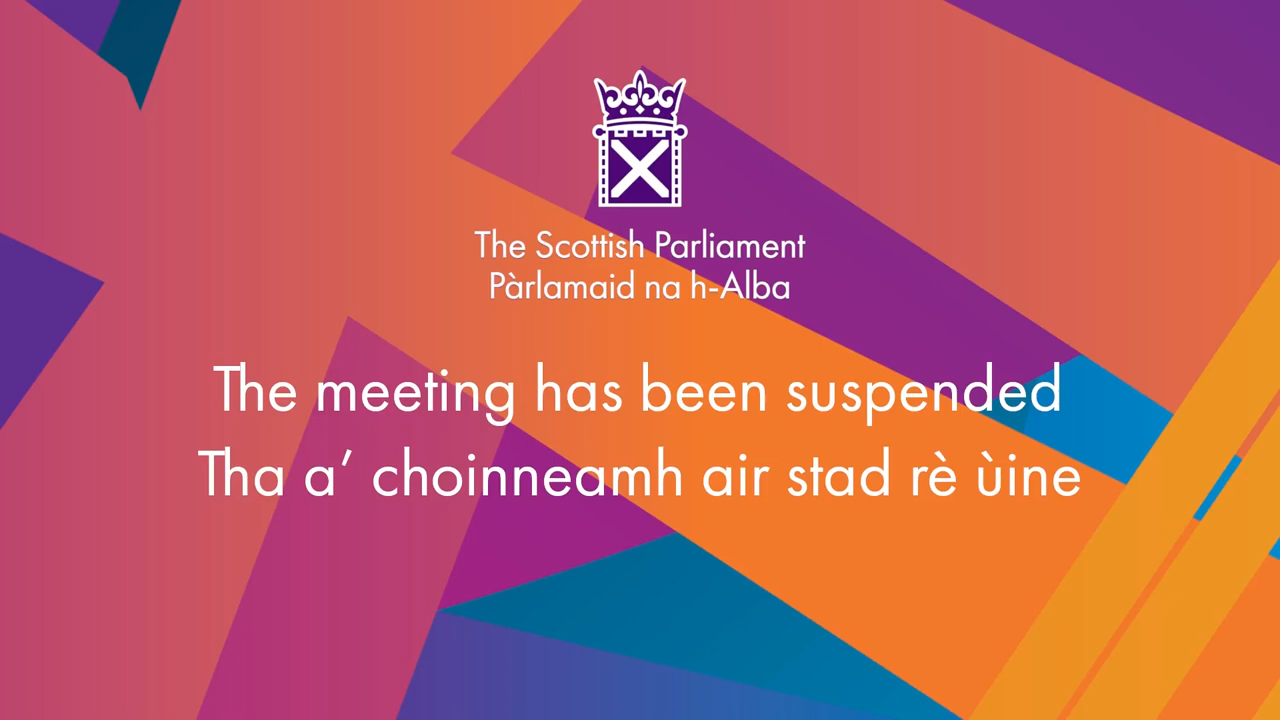 The Scottish Parliament
Pàrlamaid na h-Alba
The meeting has been suspended
Tha a’ choinneamh air stad rè ùine